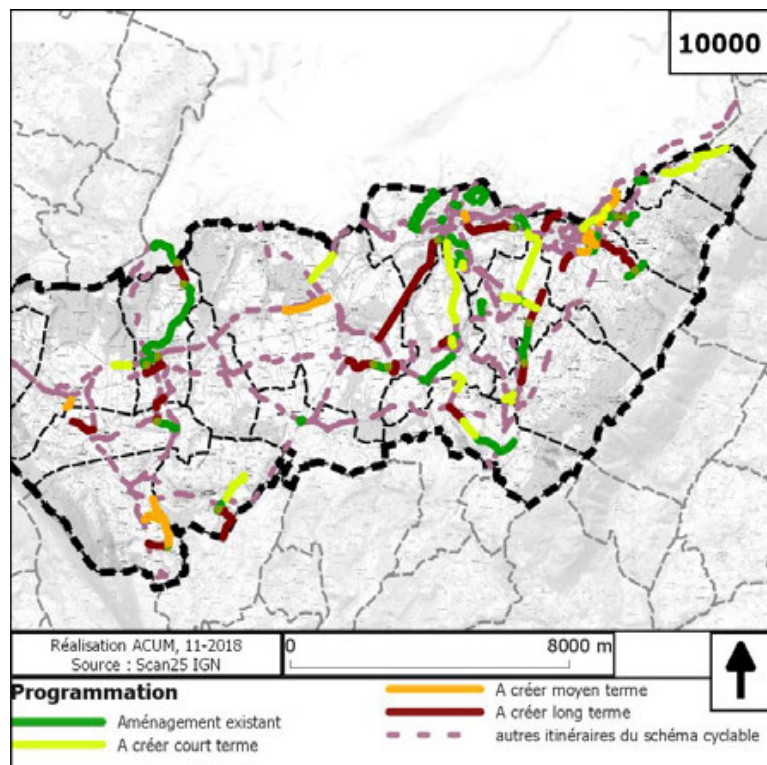 10000
Réalisation ACUM, 11-2018
Source : Scan25 IGN
0
8000 m
Programmation
Aménagement existant
A créer court terme
A créer moyen terme
A créer long terme
autres itinéraires du schéma cyclable